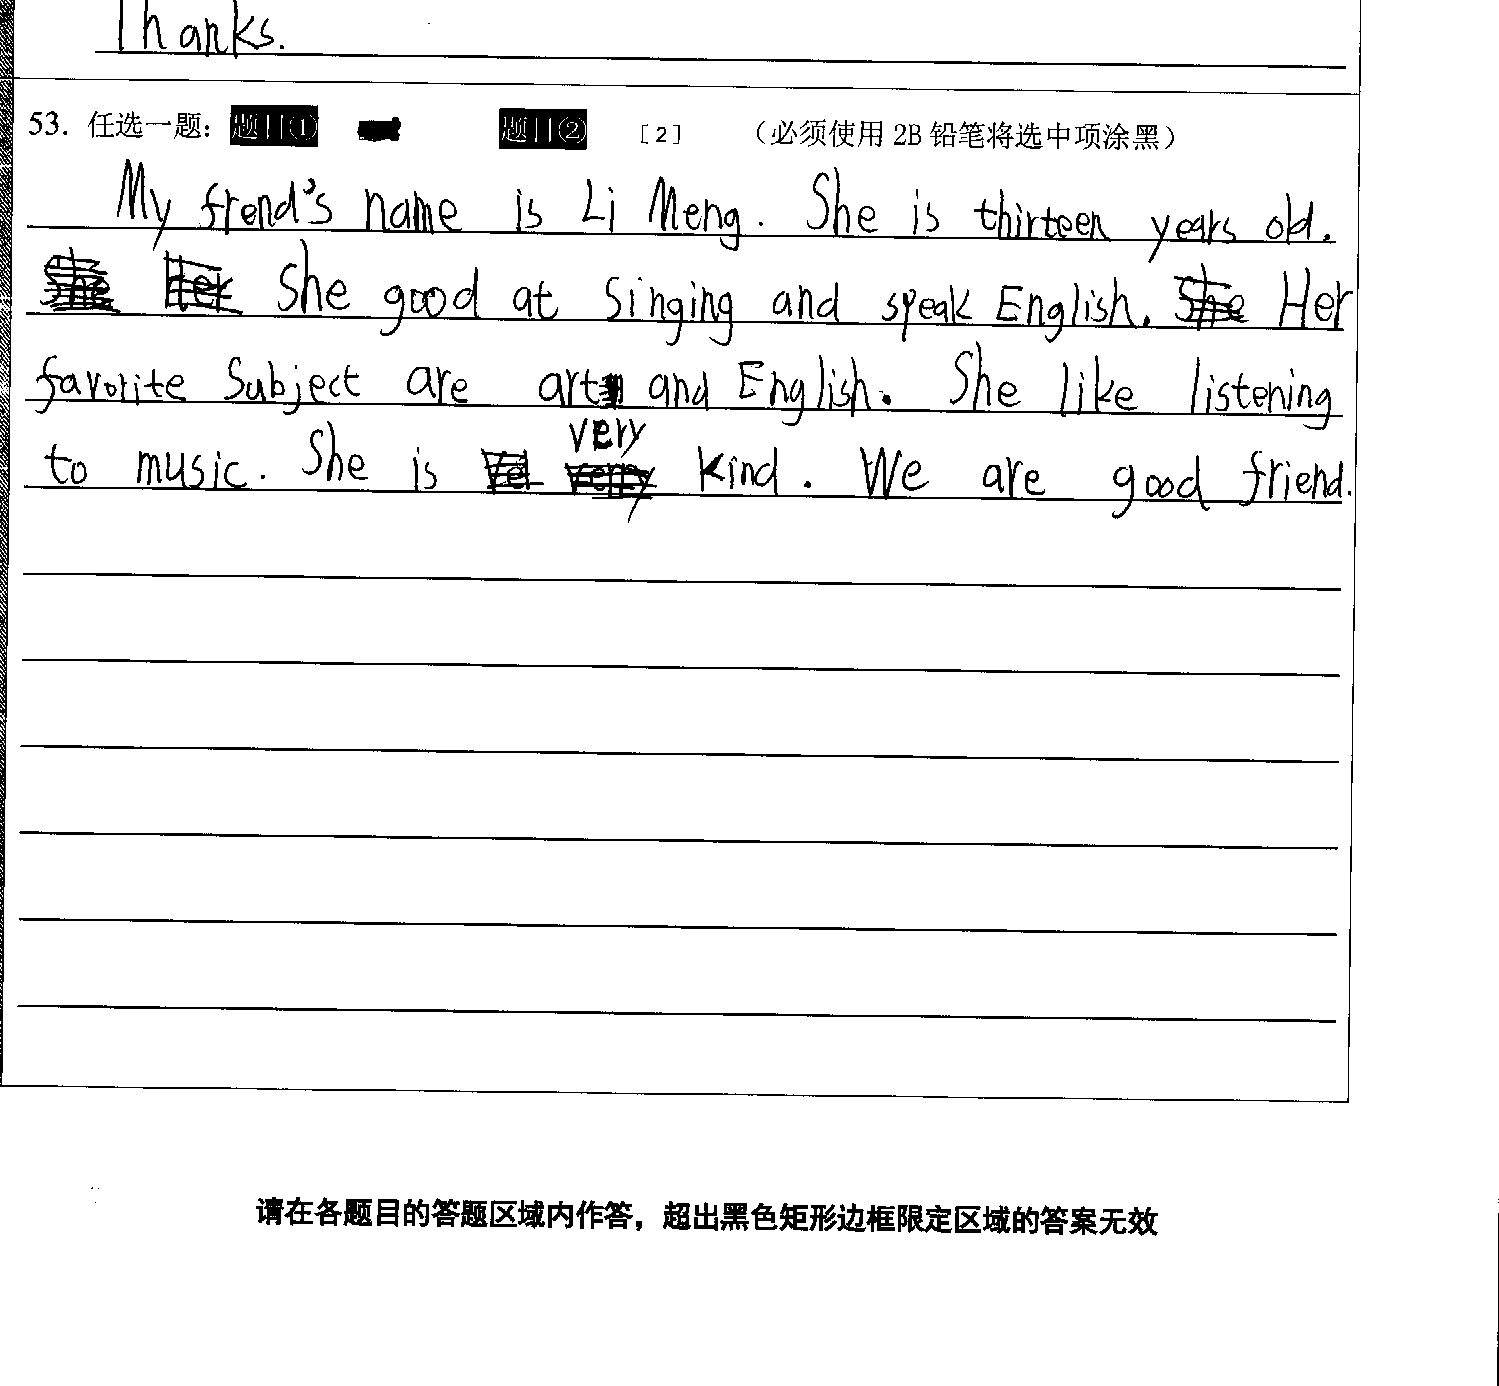 Thanks.
53. 任选一题: 题目① 题目② [2] (必须使用 2B 铅笔将选中项涂黑)
My frend's name is Li Meng. She is thirteen years old.
She Her She good at singing and speak English. She Her
favorite subject are art and English. She like listening
very
to music. She is kind. We are good friend.
请在各题目的答题区域内作答，超出黑色矩形边框限定区域的答案无效